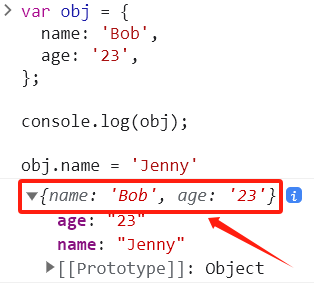 var obj = {
name: 'Bob',
age: '23',
};
console.log(obj);
obj.name = 'Jenny'
{name: 'Bob', age: '23'} i
age: "23"
name: "Jenny"
[[Prototype]]: Object